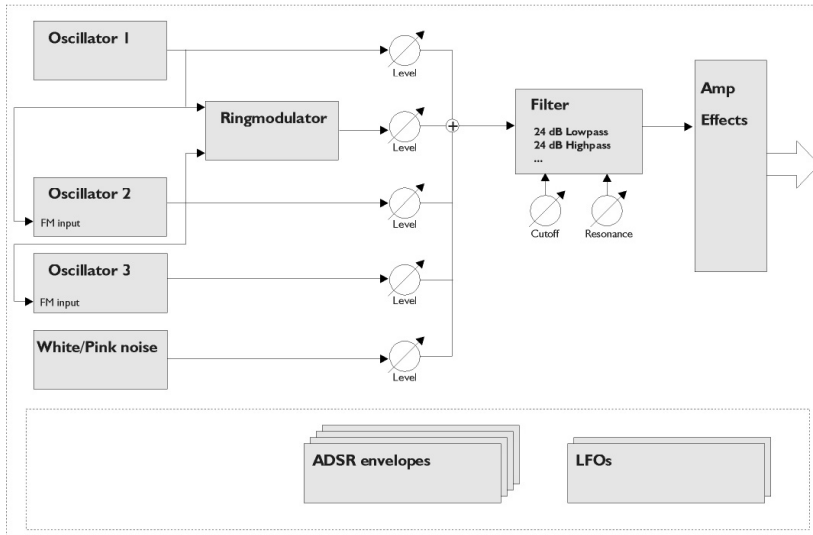 Oscillator 1
Level
Ringmodulator
Level
Filter
24 dB Lowpass
24 dB Highpass
...
Amp
Effects
Oscillator 2
FM input
Level
Cutoff
Resonance
Oscillator 3
FM input
Level
White/Pink noise
Level
ADSR envelopes
LFOs